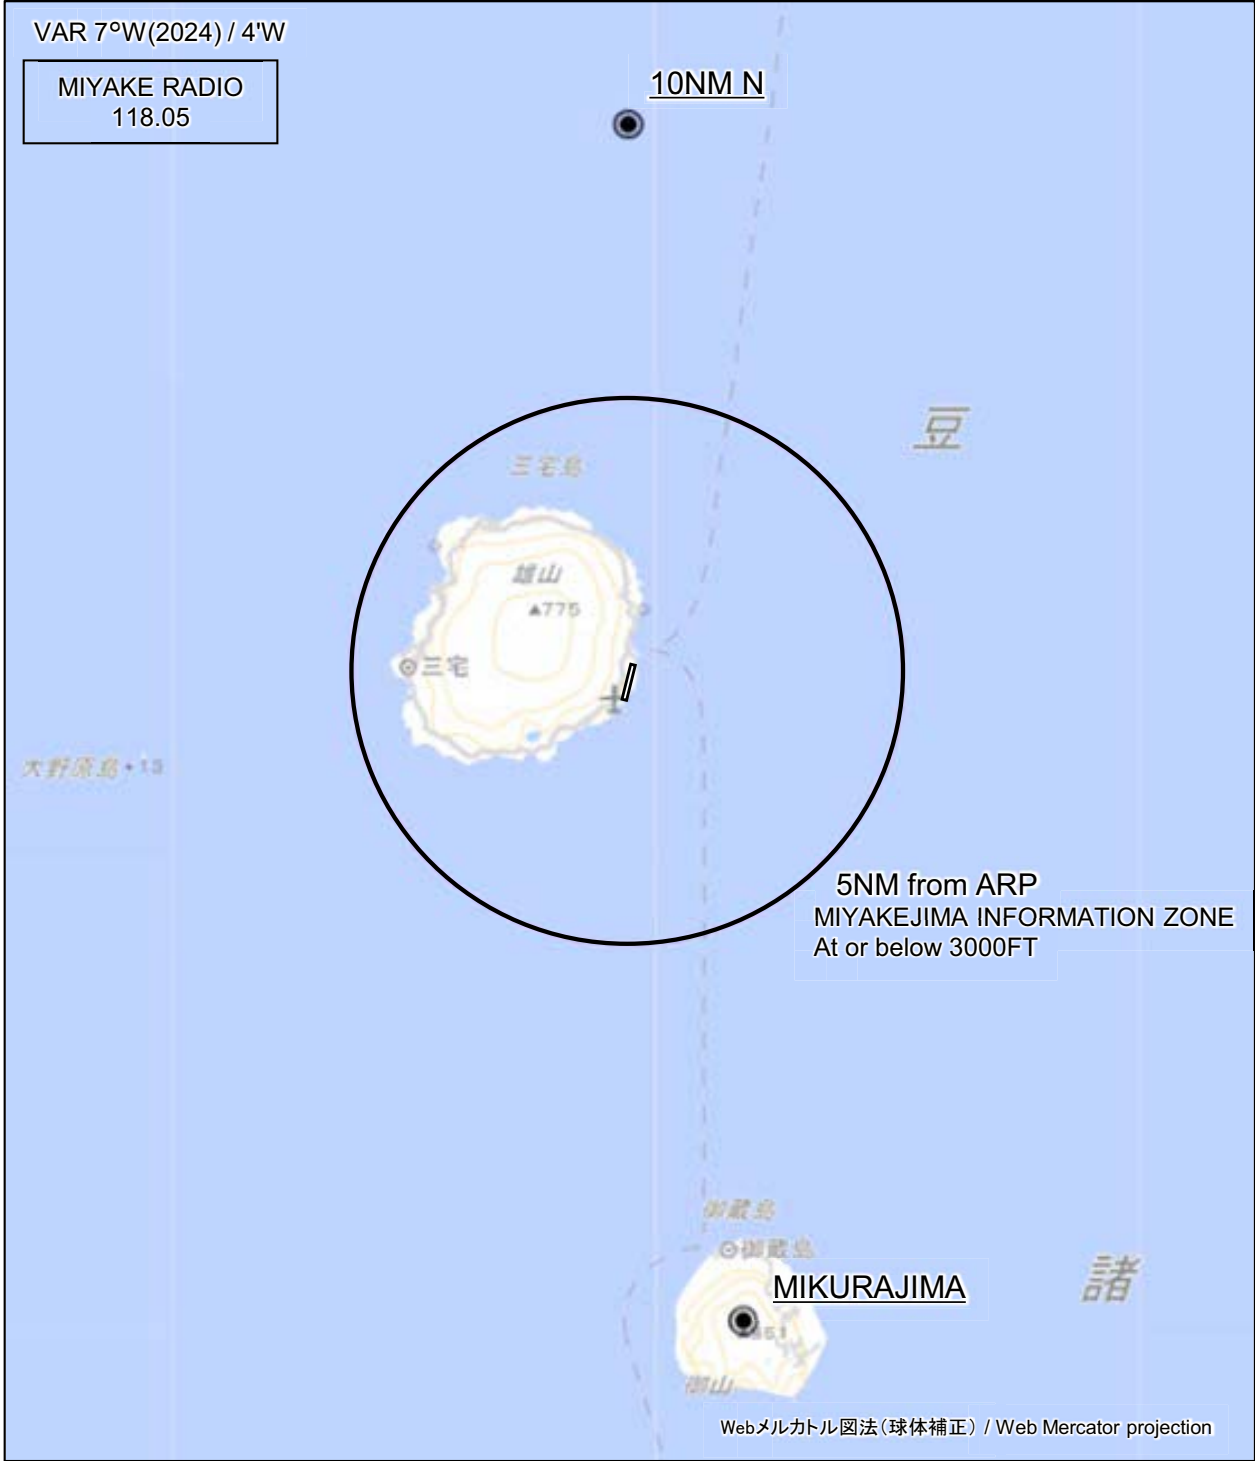 VAR 7°W(2024) / 4'W
MIYAKE RADIO
118.05
10NM N
豆
三宅島
雄山
▲775
三宅
大野原島•13
5NM from ARP
MIYAKEJIMA INFORMATION ZONE
At or below 3000FT
御蔵島
御蔵島
諸
MIKURAJIMA
御山
Webメルカトル図法(球体補正) / Web Mercator projection